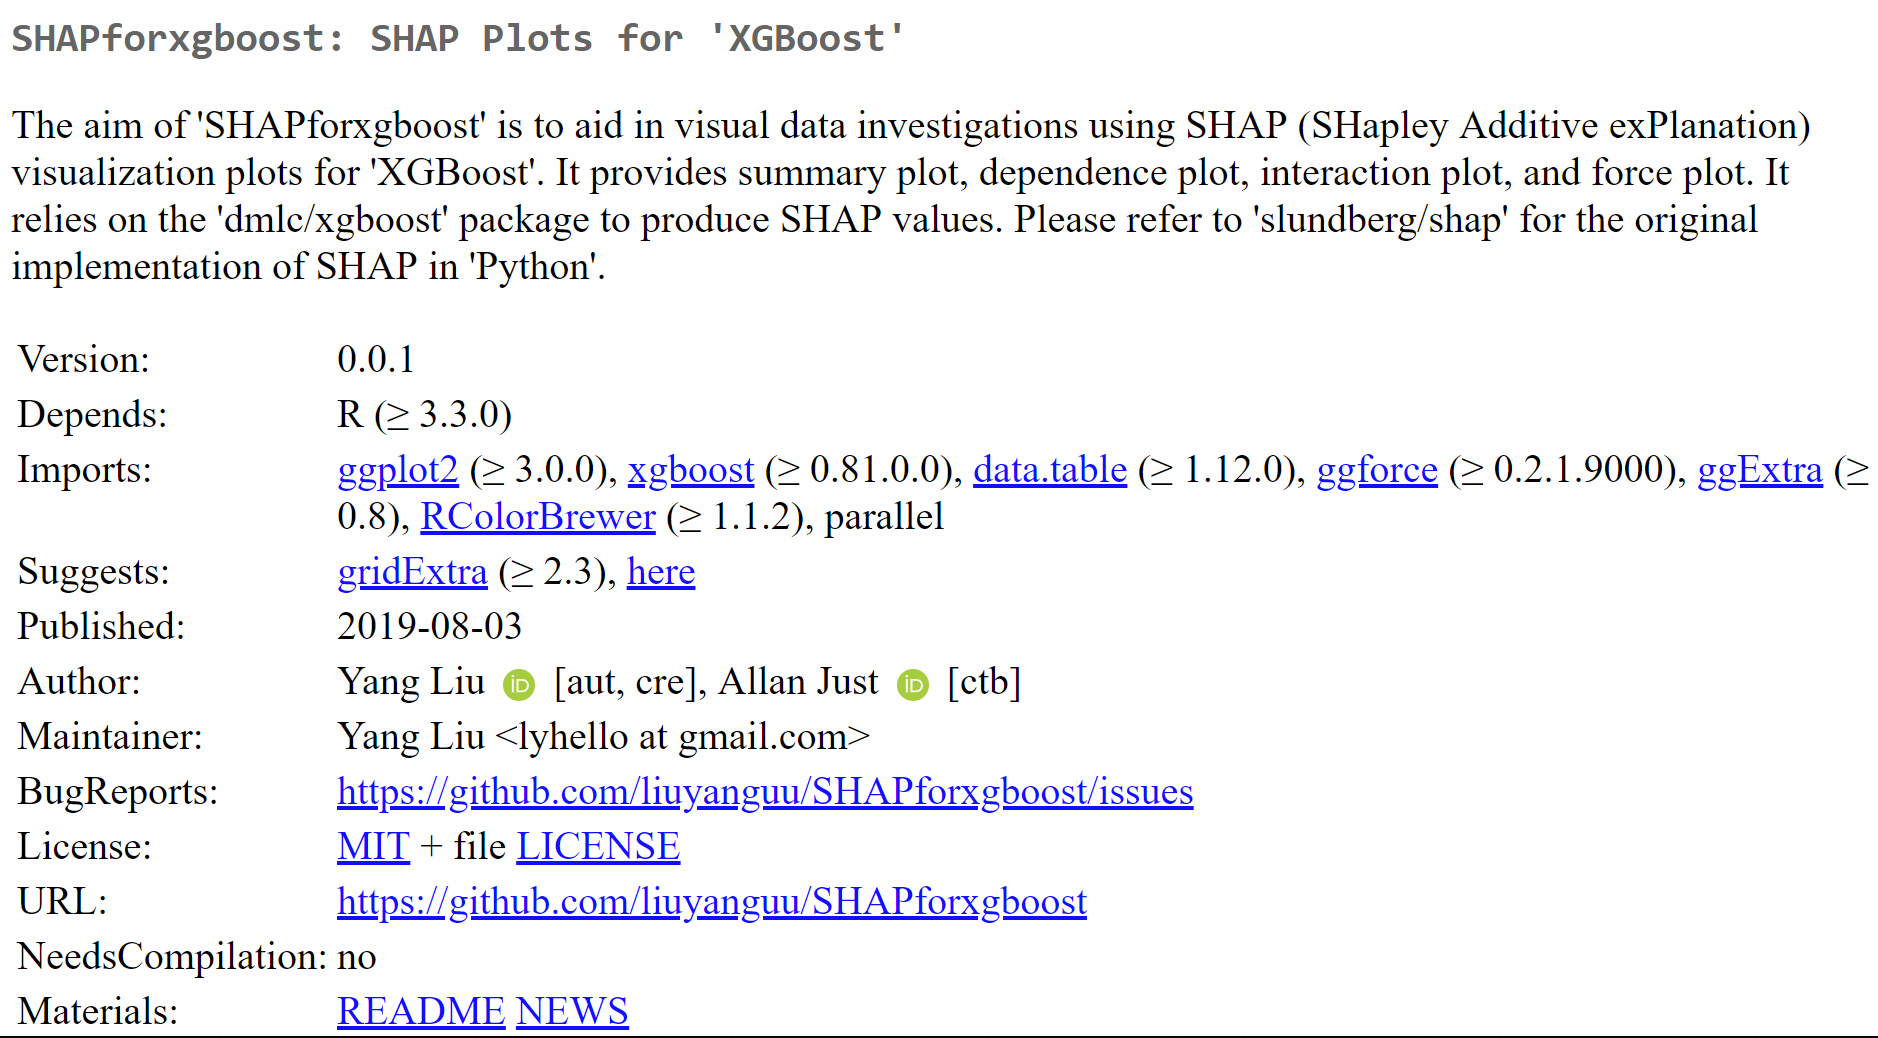 SHAPforxgboost: SHAP Plots for 'XGBoost'
The aim of 'SHAPforxgboost' is to aid in visual data investigations using SHAP (SHapley Additive exPlanation)
visualization plots for 'XGBoost'. It provides summary plot, dependence plot, interaction plot, and force plot. It
relies on the 'dmlc/xgboost' package to produce SHAP values. Please refer to 'slundberg/shap' for the original
implementation of SHAP in 'Python'.
Version: 0.0.1
Depends: R (≥ 3.3.0)
Imports: ggplot2 (≥ 3.0.0), xgboost (≥ 0.81.0.0), data.table (≥ 1.12.0), ggforce (≥ 0.2.1.9000), ggExtra (≥
0.8), RColorBrewer (≥ 1.1.2), parallel
Suggests: gridExtra (≥ 2.3), here
Published: 2019-08-03
Author: Yang Liu iD [aut, cre], Allan Just iD [ctb]
Maintainer: Yang Liu <lyhello at gmail.com>
BugReports: https://github.com/liuyanguu/SHAPforxgboost/issues
License: MIT + file LICENSE
URL: https://github.com/liuyanguu/SHAPforxgboost
NeedsCompilation: no
Materials: README NEWS